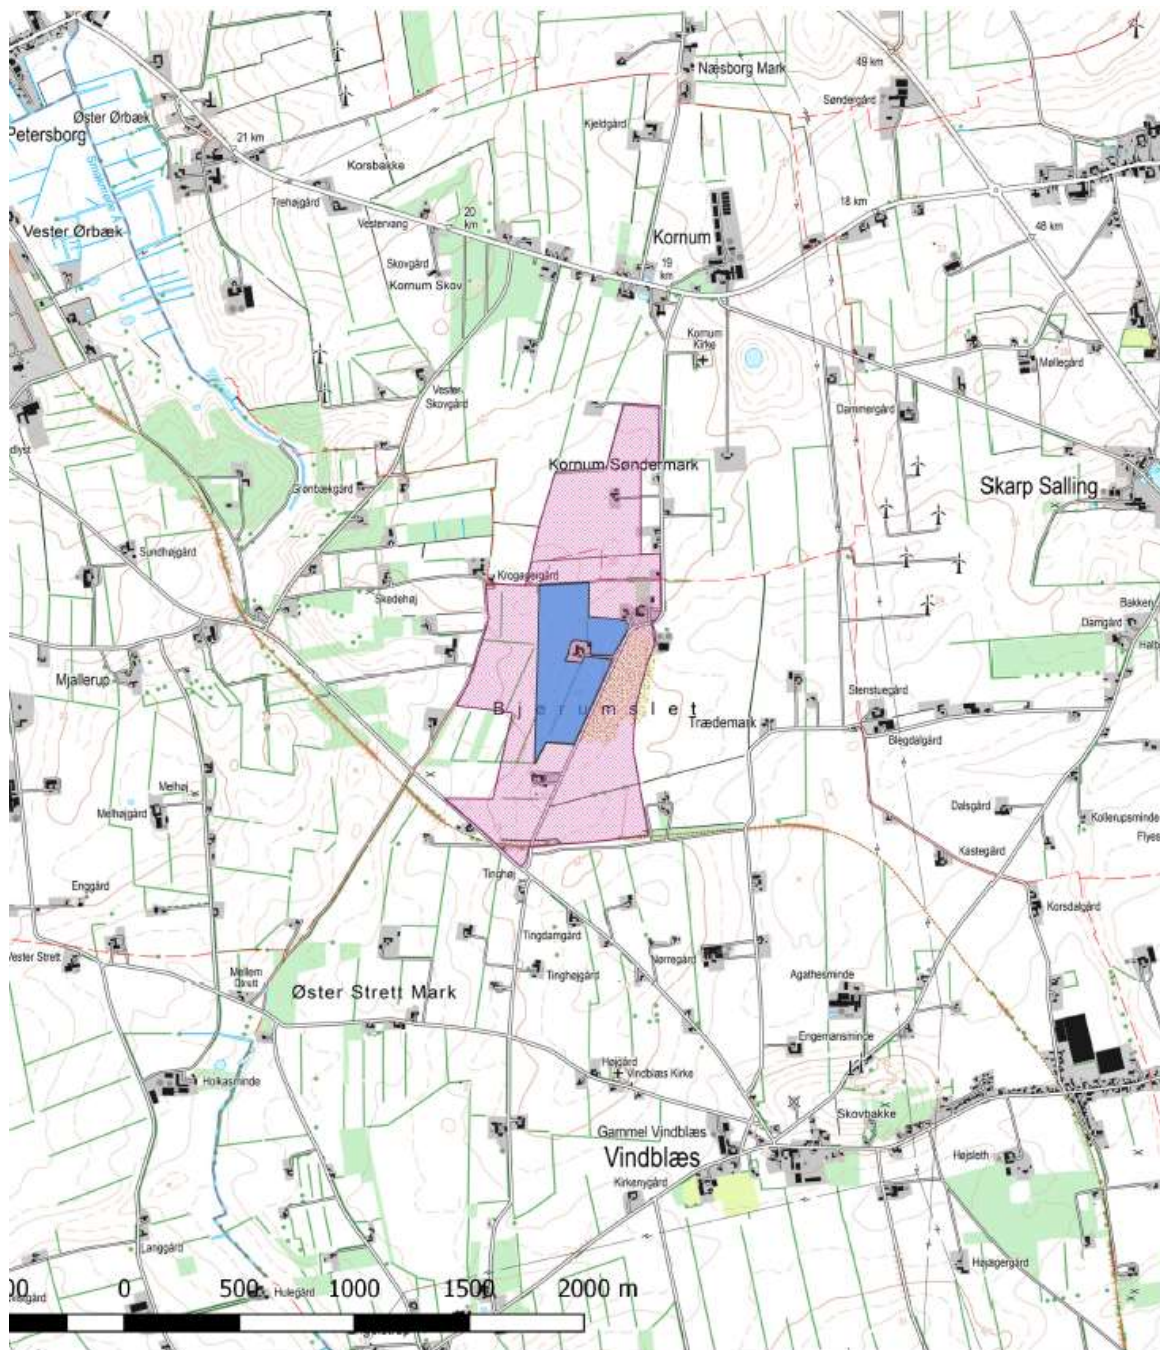 Næsborg Mark
49 km
Søndergård
Øster Ørbæk
Petersborg
Kjeldgård
21 km
Korsbakke
Trehøjgård
Vestervang
20 km
18 km
Vester Ørbæk
Kornum
48 km
Skovgård
19 km
Kornum Skov
Kornum Kirke
Møllegård
Vester Skovgård
Dammergård
Kornum Søndermark
Skarp Salling
Grønbækgård
Sundhøjgård
Krogagergård
Skedehøj
Bakken
Damgård
Mjallerup
Stenstuegård
Bjerumslet
Trædemark
Blegdalgård
Melhøj
Melhøjgård
Dalsgård
Kollerupsminde
Kastegård
Tinghøj
Enggård
Korsdalgård
Tingdamgård
Vester Strett
Nørregård
Tinghøjgård
Mellem Strett
Øster Strett Mark
Agathesminde
Engemansminde
Højgård
Vindblæs Kirke
Holkasminde
Skovbakke
Gammel Vindblæs
Vindblæs
Højsleth
Kirkenygård
Langgård
Højagergård
0 500 1000 1500 2000 m
Hulegård